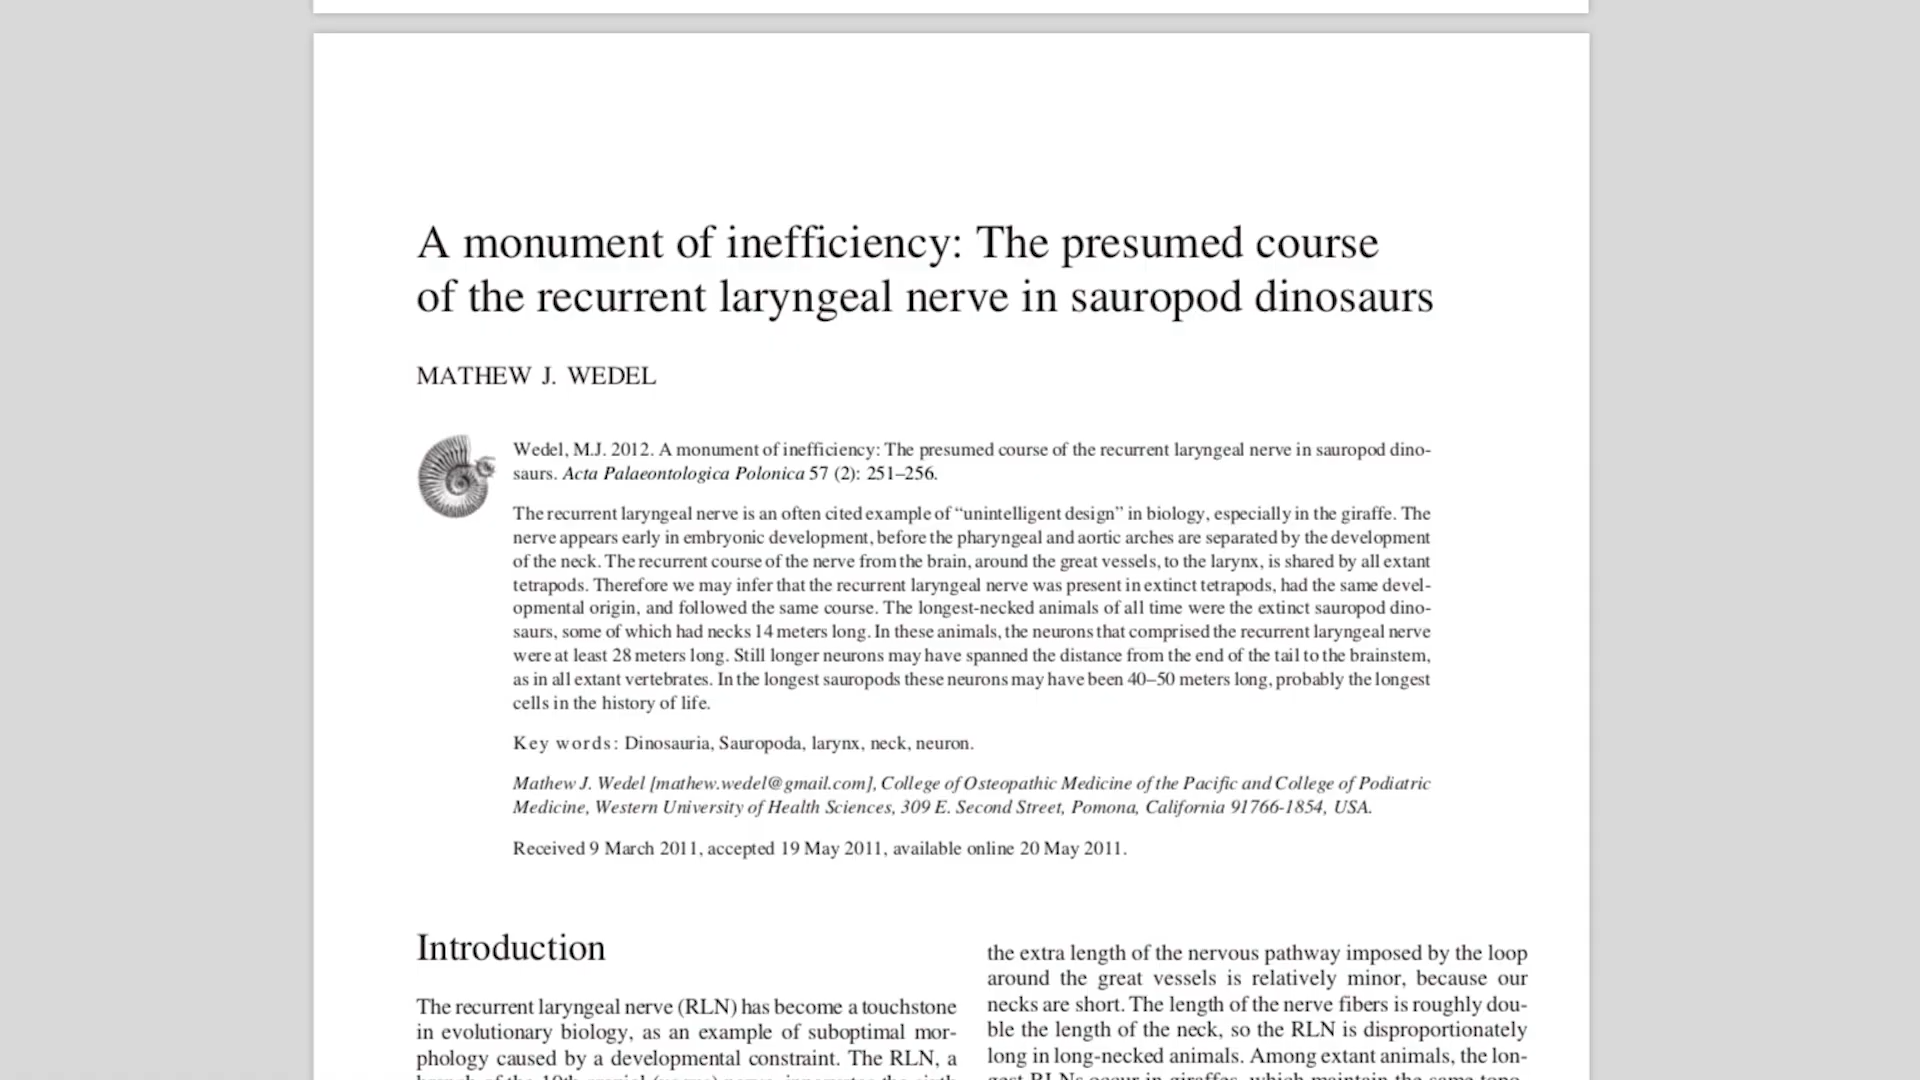 A monument of inefficiency: The presumed course
of the recurrent laryngeal nerve in sauropod dinosaurs
MATHEW J. WEDEL
Wedel, M.J. 2012. A monument of inefficiency: The presumed course of the recurrent laryngeal nerve in sauropod dino-
saurs. Acta Palaeontologica Polonica 57 (2): 251–256.
The recurrent laryngeal nerve is an often cited example of “unintelligent design” in biology, especially in the giraffe. The
nerve appears early in embryonic development, before the pharyngeal and aortic arches are separated by the development
of the neck. The recurrent course of the nerve from the brain, around the great vessels, to the larynx, is shared by all extant
tetrapods. Therefore we may infer that the recurrent laryngeal nerve was present in extinct tetrapods, had the same devel-
opmental origin, and followed the same course. The longest-necked animals of all time were the extinct sauropod dino-
saurs, some of which had necks 14 meters long. In these animals, the neurons that comprised the recurrent laryngeal nerve
were at least 28 meters long. Still longer neurons may have spanned the distance from the end of the tail to the brainstem,
as in all extant vertebrates. In the longest sauropods these neurons may have been 40–50 meters long, probably the longest
cells in the history of life.
Key words: Dinosauria, Sauropoda, larynx, neck, neuron.
Mathew J. Wedel [mathew.wedel@gmail.com], College of Osteopathic Medicine of the Pacific and College of Podiatric
Medicine, Western University of Health Sciences, 309 E. Second Street, Pomona, California 91766-1854, USA.
Received 9 March 2011, accepted 19 May 2011, available online 20 May 2011.
Introduction
The recurrent laryngeal nerve (RLN) has become a touchstone
in evolutionary biology, as an example of suboptimal mor-
phology caused by a developmental constraint. The RLN, a
the extra length of the nervous pathway imposed by the loop
around the great vessels is relatively minor, because our
necks are short. The length of the nerve fibers is roughly dou-
ble the length of the neck, so the RLN is disproportionately
long in long-necked animals. Among extant animals, the lon-